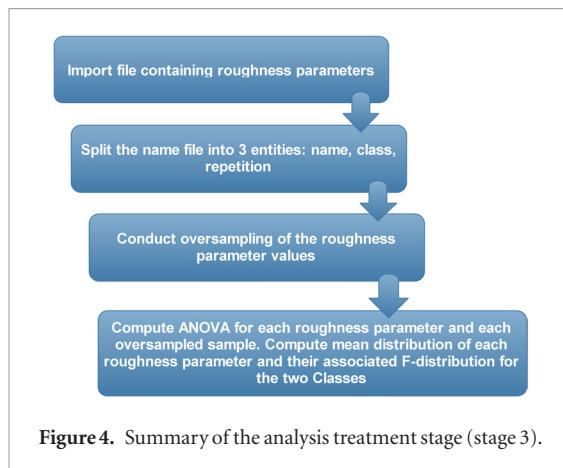 Import file containing roughness parameters
Split the name file into 3 entities: name, class,
repetition
Conduct oversampling of the roughness
parameter values
Compute ANOVA for each roughness parameter and each
oversampled sample. Compute mean distribution of each
roughness parameter and their associated F-distribution for
the two Classes
Figure 4. Summary of the analysis treatment stage (stage 3).